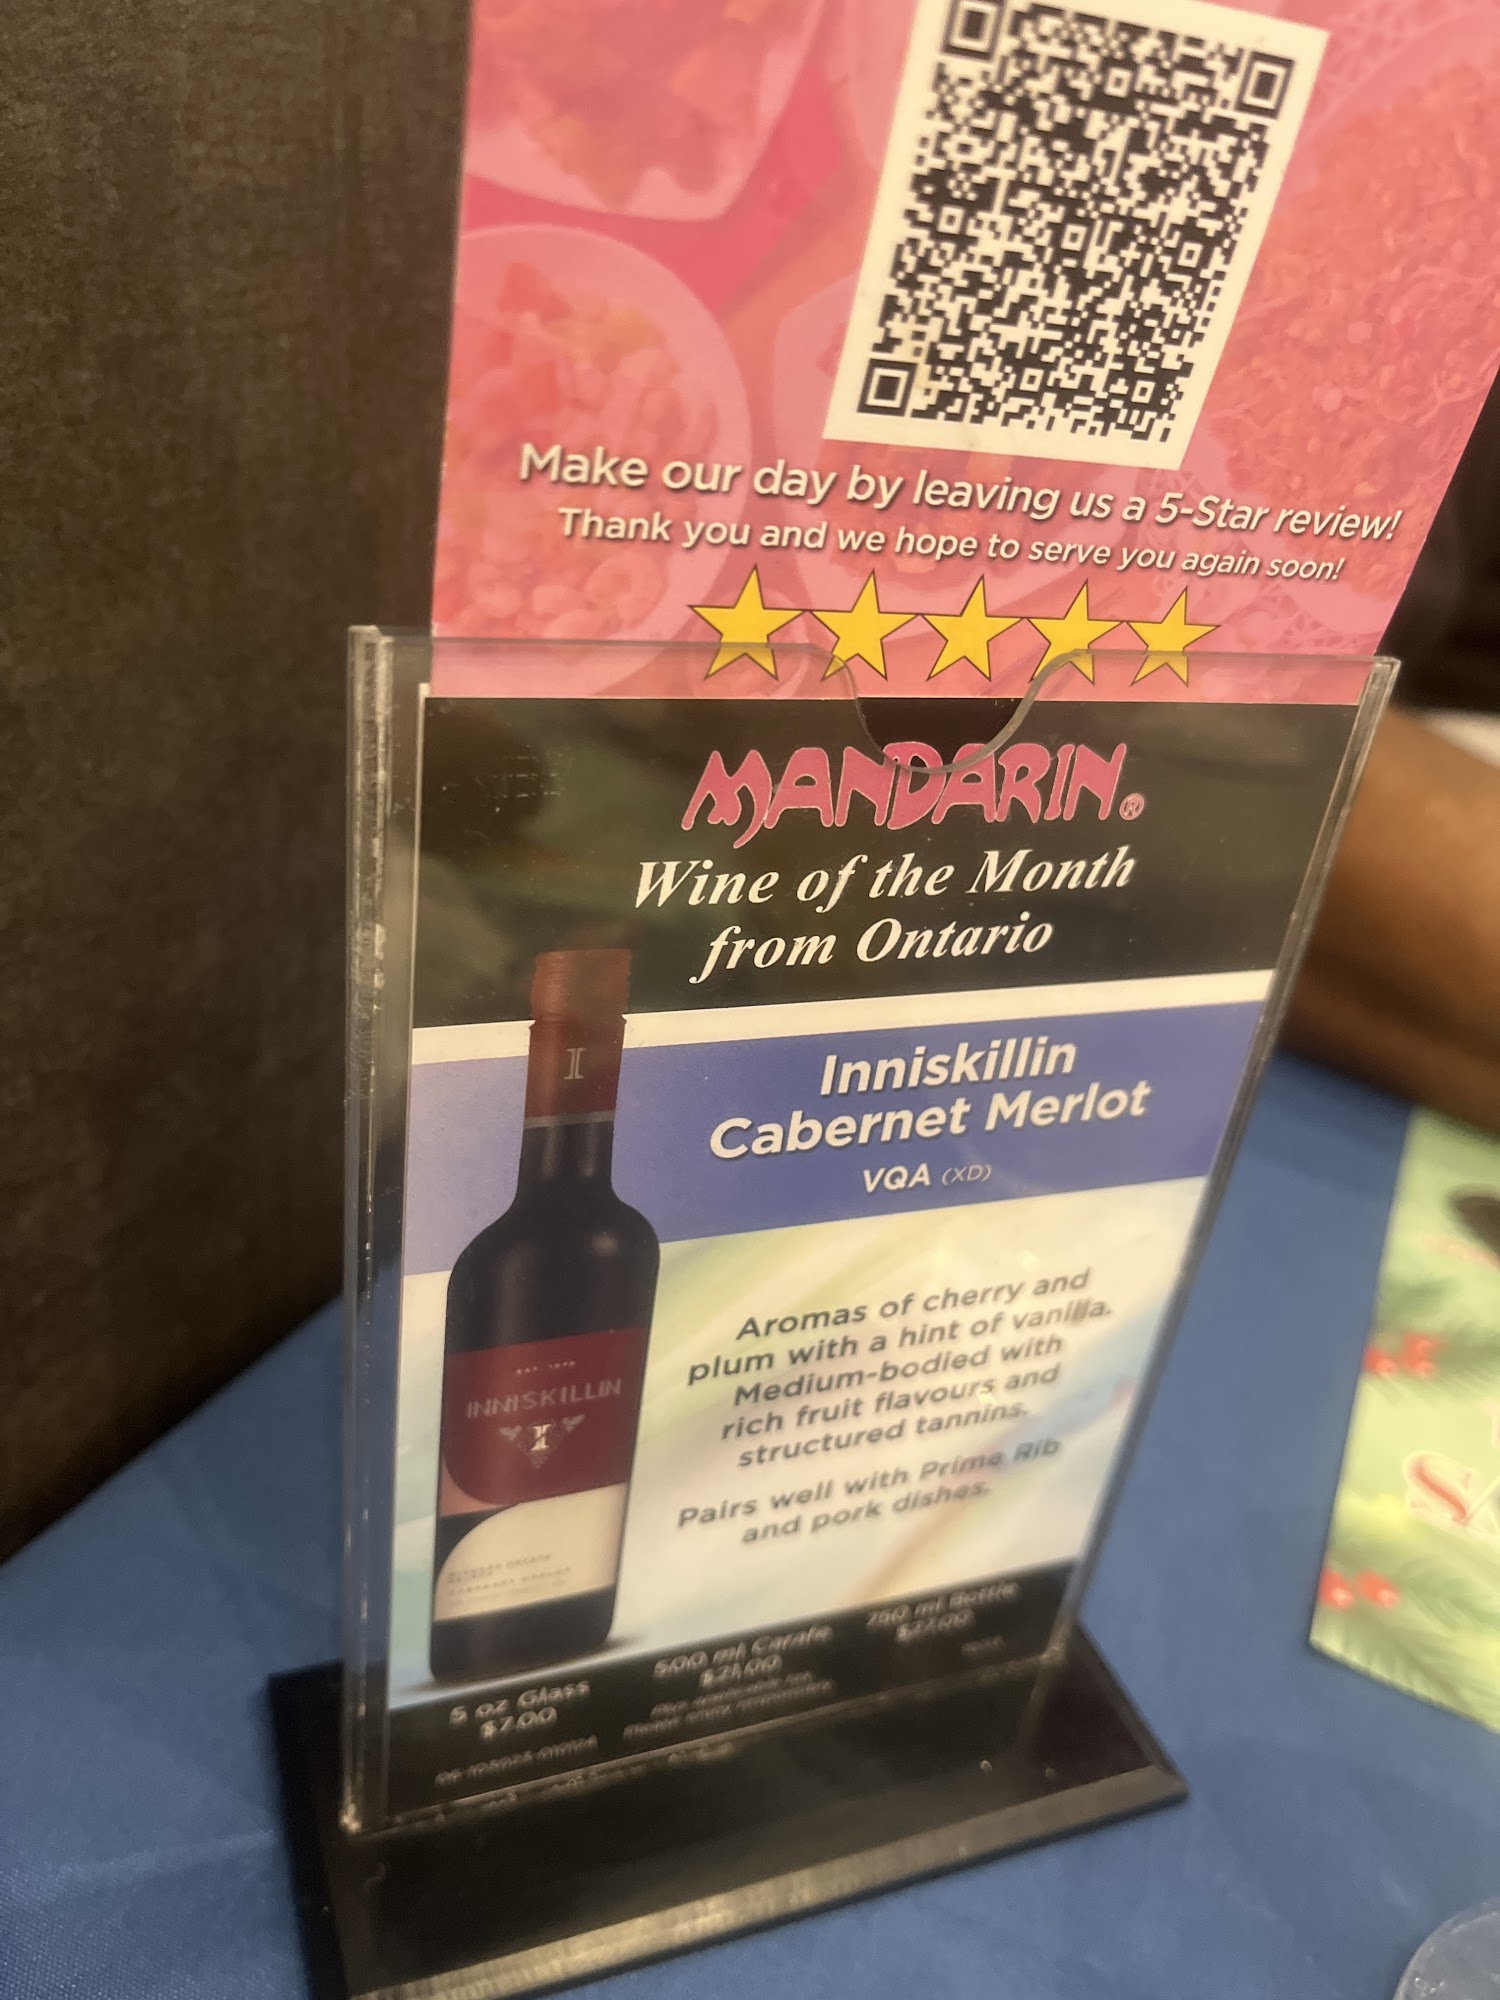 Make our day by leaving us a 5-Star review!
Thank you and we hope to serve you again soon!
MANDARIN®
Wine of the Month
from Ontario
Inniskillin
Cabernet Merlot
VQA (XD)
Aromas of cherry and
plum with a hint of vanilla.
Medium-bodied with
rich fruit flavours and
structured tannins.
Pairs well with Prime Rib
and pork dishes.
I
INNISKILLIN
I
CABERNET MERLOT
5 oz Glass
$7.00
500 ml Carafe
$21.00
750 ml Bottle
$27.00